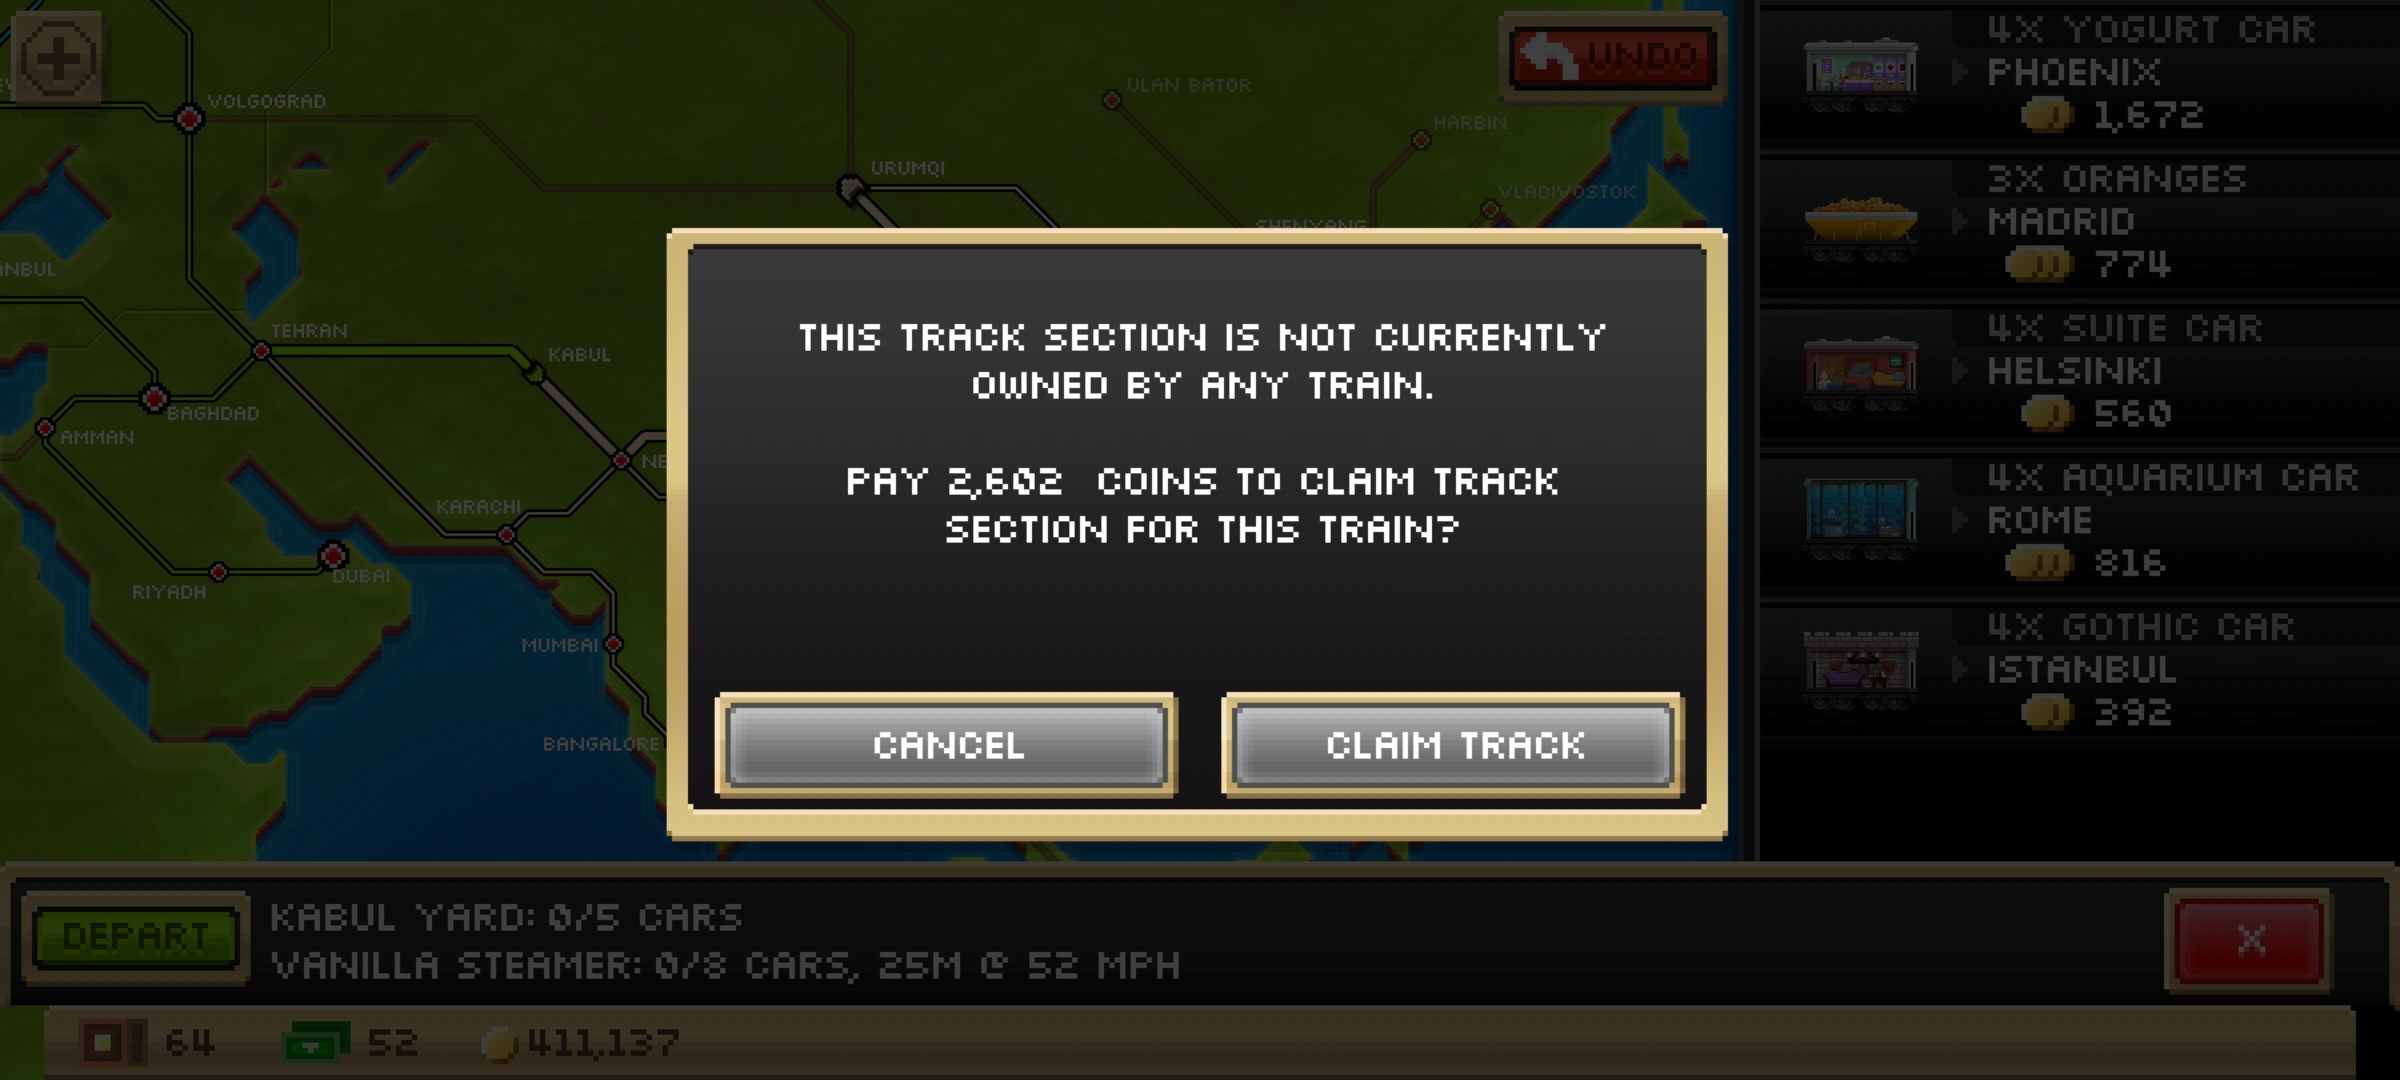 UNDO
VOLGOGRAD
ULAN BATOR
HARBIN
URUMQI
VLADIVOSTOK
SHENYANG
TEHRAN
KABUL
BAGHDAD
AMMAN
KARACHI
RIYADH
DUBAI
MUMBAI
BANGALORE
THIS TRACK SECTION IS NOT CURRENTLY
OWNED BY ANY TRAIN.
PAY 2,602 COINS TO CLAIM TRACK
SECTION FOR THIS TRAIN?
CANCEL
CLAIM TRACK
4X YOGURT CAR
PHOENIX
1,672
3X ORANGES
MADRID
774
4X SUITE CAR
HELSINKI
560
4X AQUARIUM CAR
ROME
816
4X GOTHIC CAR
ISTANBUL
392
DEPART
KABUL YARD: 0/5 CARS
VANILLA STEAMER: 0/8 CARS, 25M @ 52 MPH
X
64
52
411,137